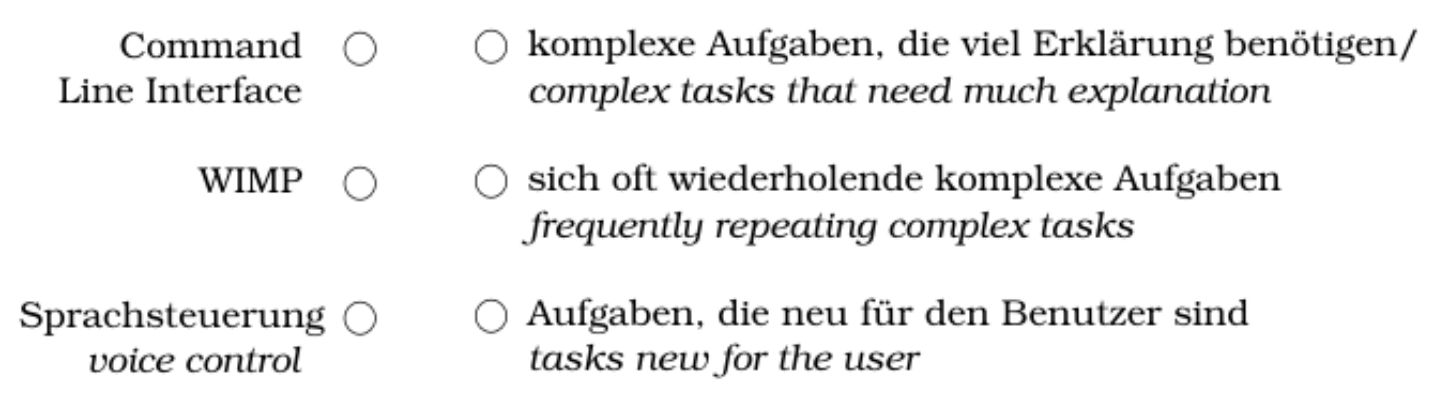 Command
Line Interface
komplexe Aufgaben, die viel Erklärung benötigen/
complex tasks that need much explanation
WIMP
sich oft wiederholende komplexe Aufgaben
frequently repeating complex tasks
Sprachsteuerung
voice control
Aufgaben, die neu für den Benutzer sind
tasks new for the user